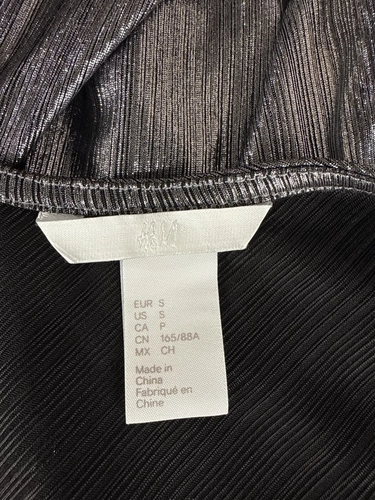 H&M
EUR S
US S
CA P
CN 165/88A
MX CH
Made in
China
Fabriqué en
Chine